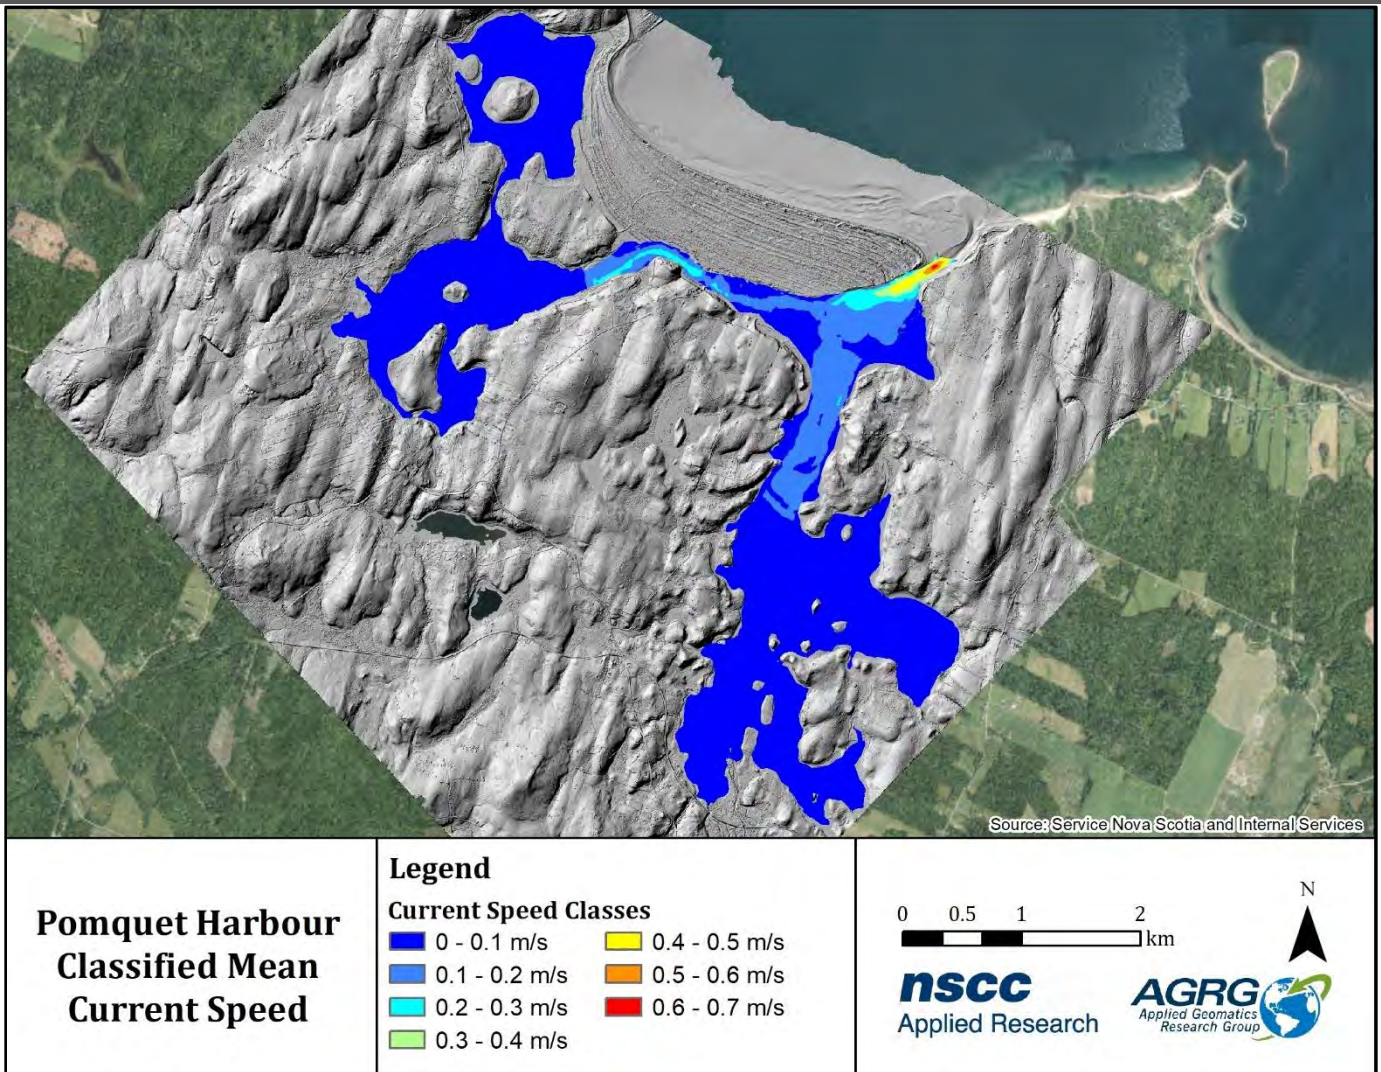 Source: Service Nova Scotia and Internal Services
Pomquet Harbour
Classified Mean
Current Speed
Legend
Current Speed Classes
0 - 0.1 m/s
0.1 - 0.2 m/s
0.2 - 0.3 m/s
0.3 - 0.4 m/s
0.4 - 0.5 m/s
0.5 - 0.6 m/s
0.6 - 0.7 m/s
0 0.5 1 2
km
N
nscc
Applied Research
AGRG
Applied Geomatics
Research Group